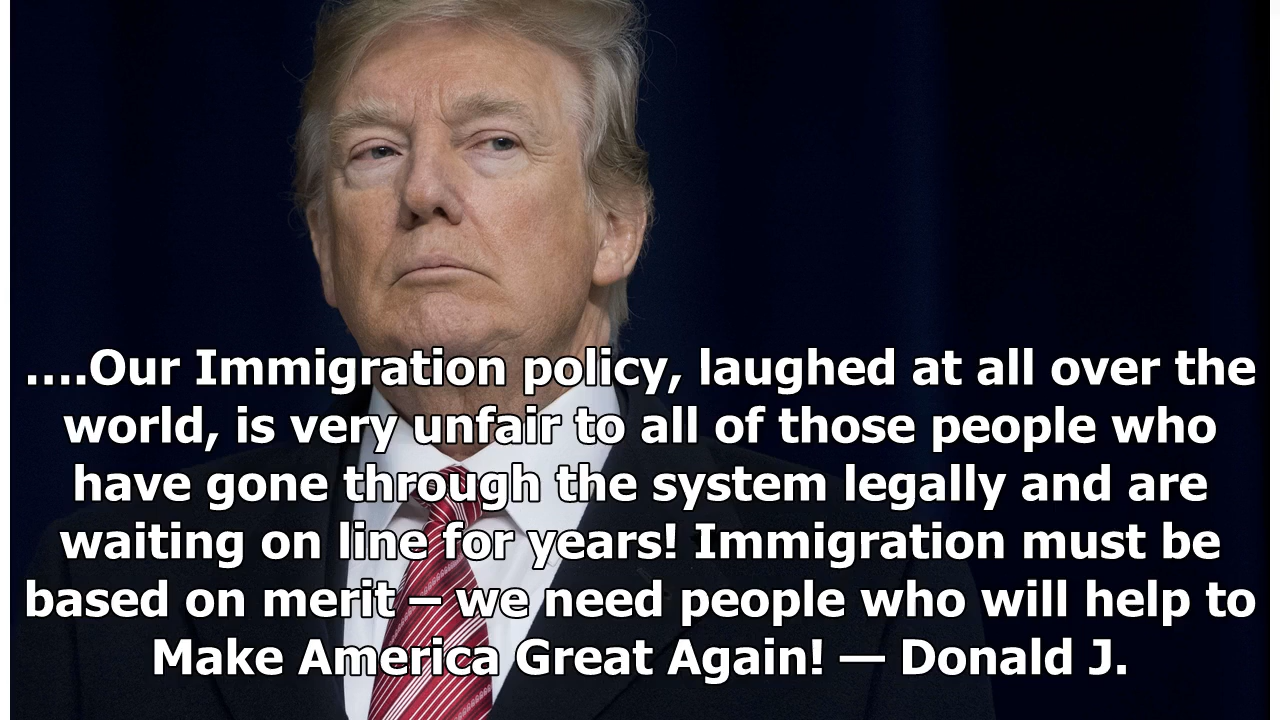 ....Our Immigration policy, laughed at all over the
world, is very unfair to all of those people who
have gone through the system legally and are
waiting on line for years! Immigration must be
based on merit – we need people who will help to
Make America Great Again! — Donald J.